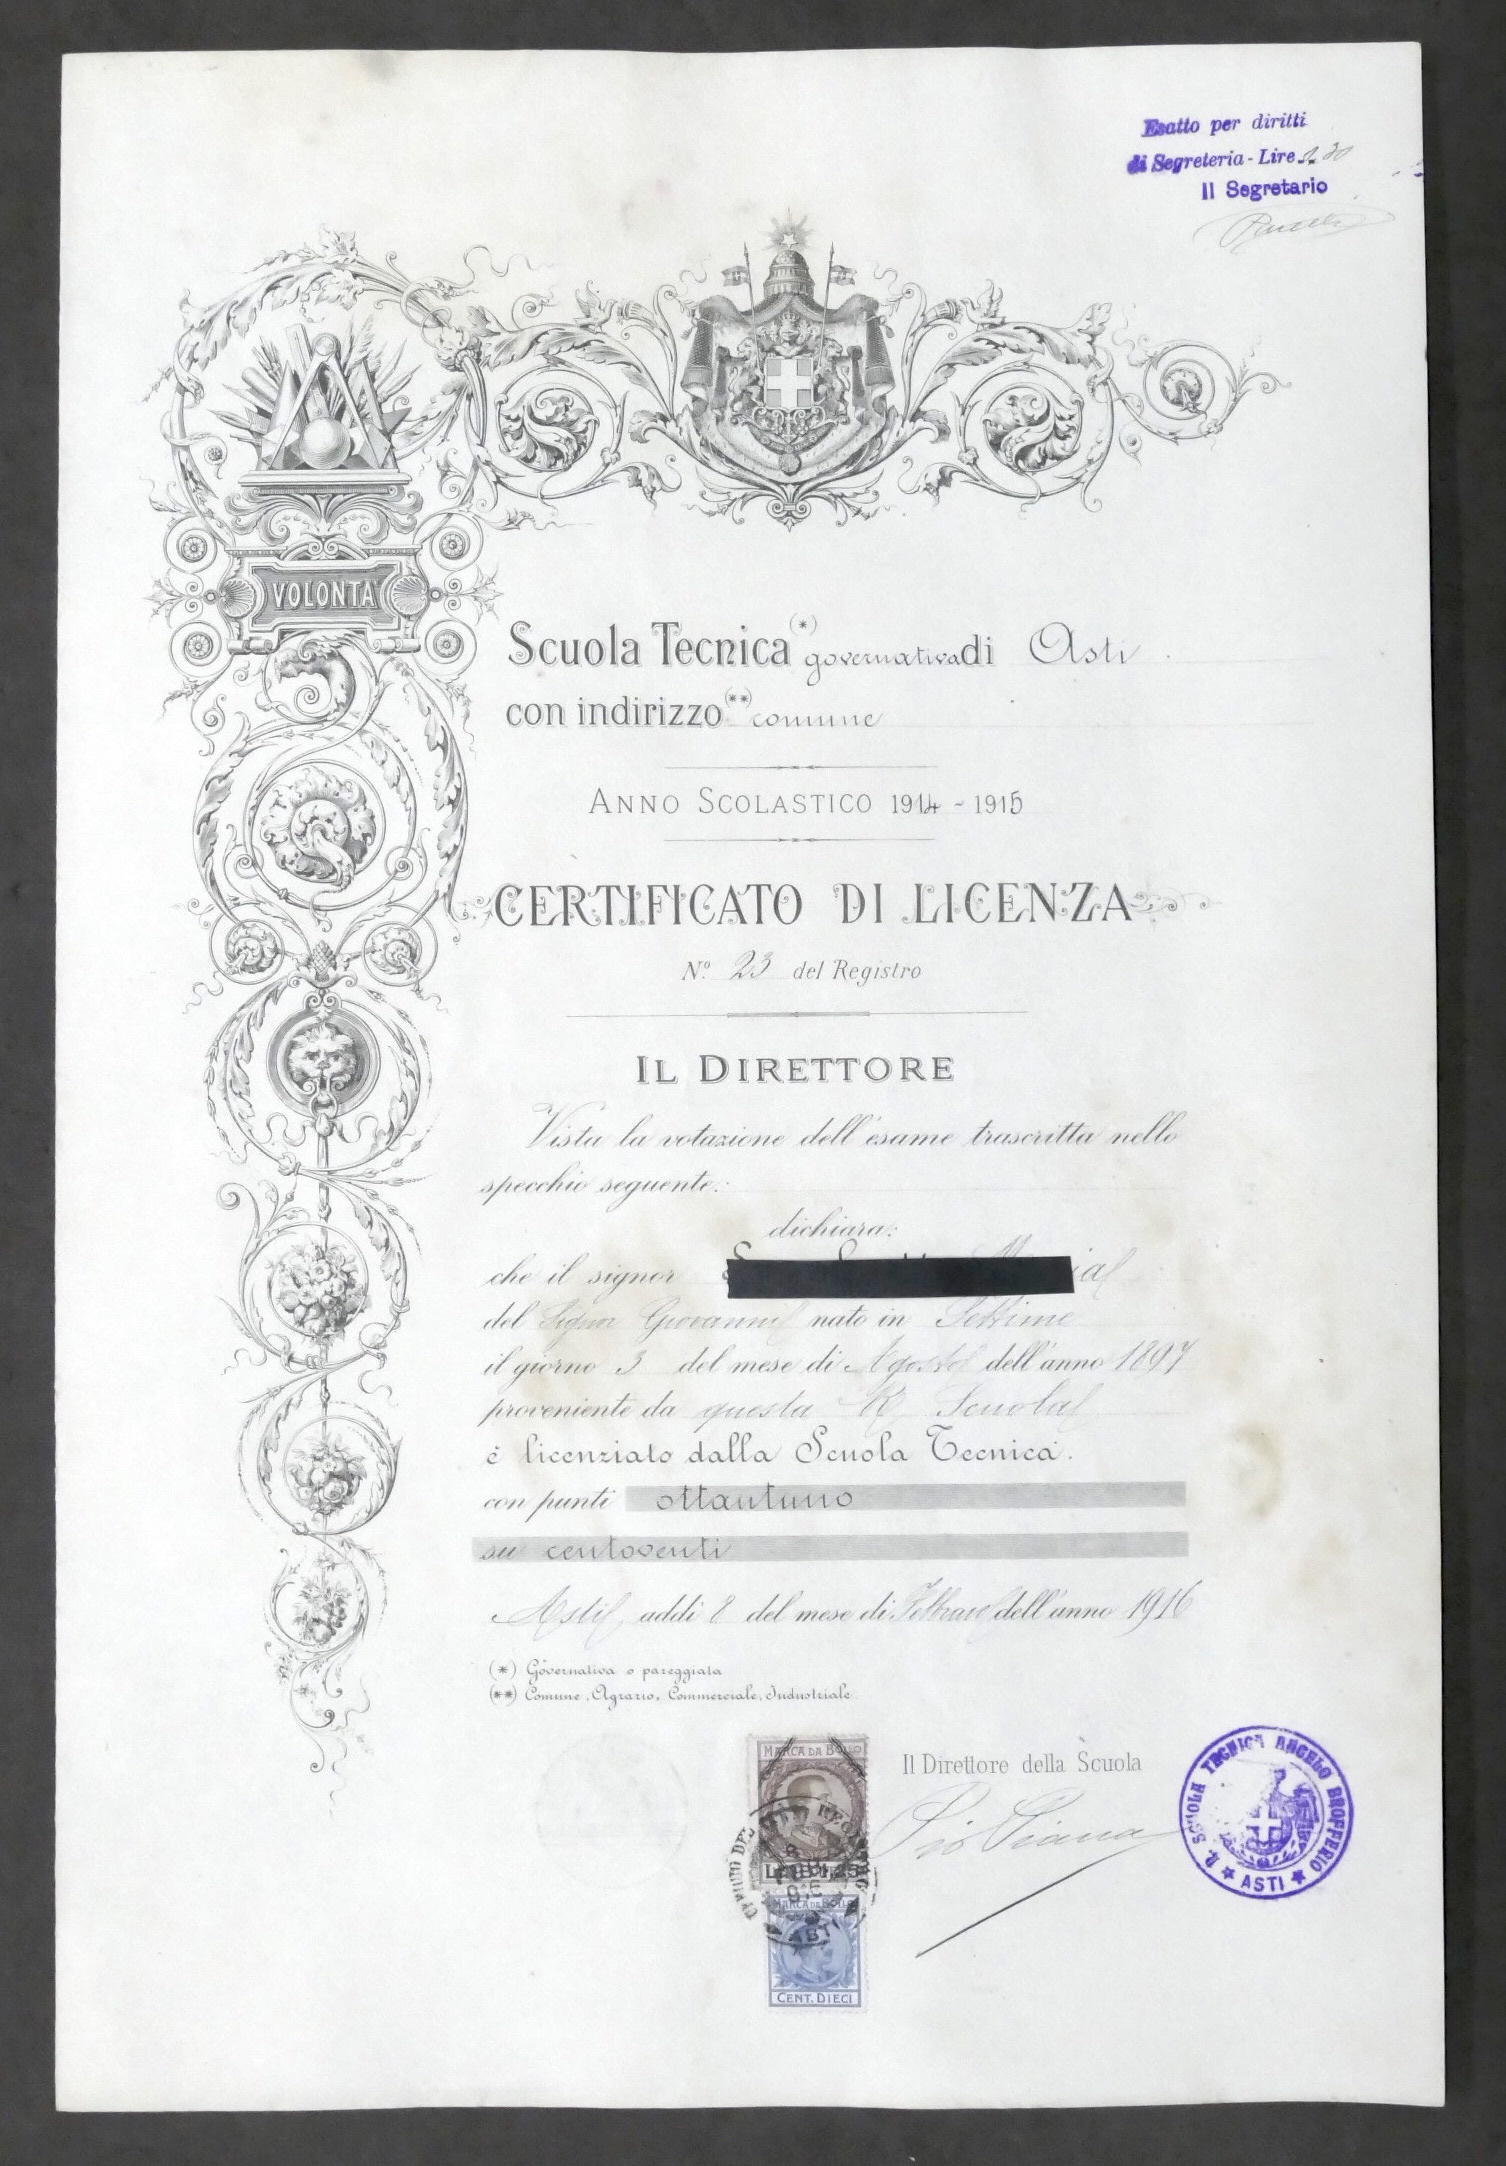 Esatto per diritti
di Segreteria - Lire
Il Segretario
VOLONTA
Scuola Tecnica (*) governativa di Asti
con indirizzo (**) comune
ANNO SCOLASTICO 1914 - 1915
CERTIFICATO DI LICENZA
N.o 23 del Registro
IL DIRETTORE
Vista la votazione dell'esame trascritta nello
specchio seguente:
dichiara:
che il signor
del Signor Giovanni nato in Settime
il giorno 3 del mese di Agosto dell'anno 1897
proveniente da questa R. Scuola
è licenziato dalla Scuola Tecnica.
con punti ottantuno
su centoventi
Asti, addì 8 del mese di Febbraio dell'anno 1916
(*) Governativa o pareggiata
(**) Comune, Agrario, Commerciale, Industriale
MARCA DA BOLLO
Il Direttore della Scuola
Pio Piana
R. SCUOLA TECNICA ANGELO BROFFERIO
ASTI
MARCA DA BOLLO
CENT. DIECI